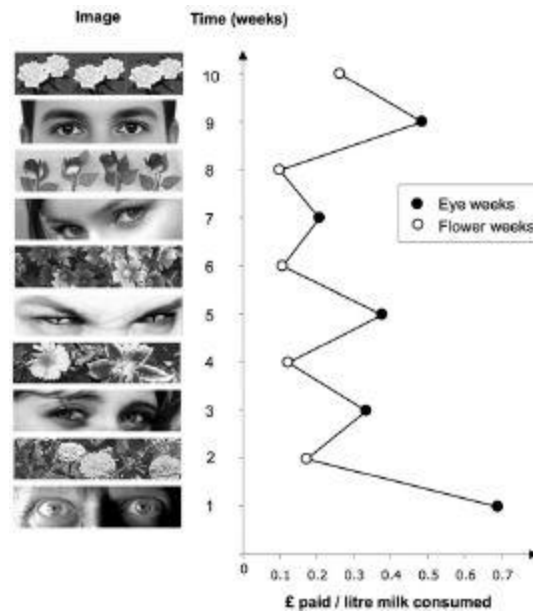 Image Time (weeks)
10
9
8
7
6
5
4
3
2
1
Eye weeks
Flower weeks
0 0.1 0.2 0.3 0.4 0.5 0.6 0.7
£ paid / litre milk consumed